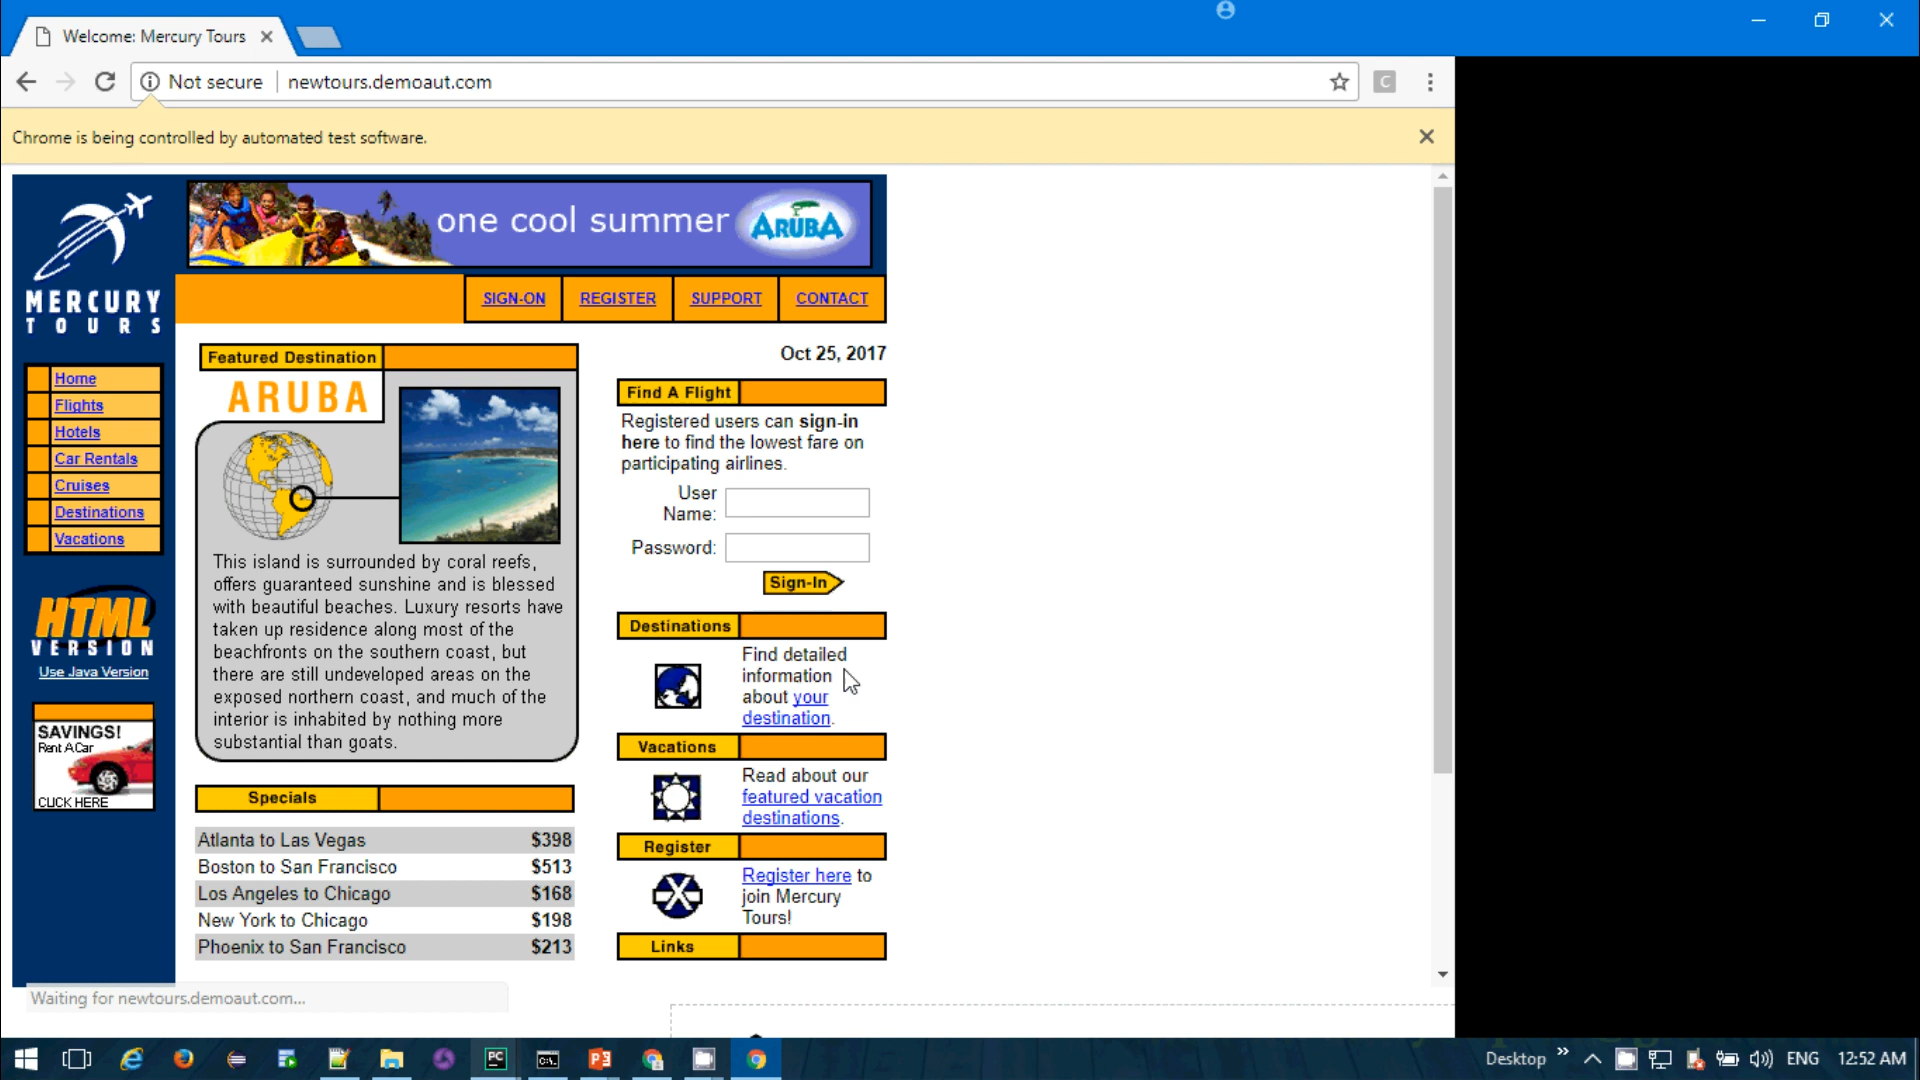 Welcome: Mercury Tours
Not secure
newtours.demoaut.com
C
Chrome is being controlled by automated test software.
MERCURY
TOURS
one cool summer
ARUBA
SIGN-ON
REGISTER
SUPPORT
CONTACT
Home
Flights
Hotels
Car Rentals
Cruises
Destinations
Vacations
HTML
VERSION
Use Java Version
SAVINGS!
Rent A Car
CLICK HERE
Featured Destination
ARUBA
This island is surrounded by coral reefs,
offers guaranteed sunshine and is blessed
with beautiful beaches. Luxury resorts have
taken up residence along most of the
beachfronts on the southern coast, but
there are still undeveloped areas on the
exposed northern coast, and much of the
interior is inhabited by nothing more
substantial than goats.
Specials
Atlanta to Las Vegas $398
Boston to San Francisco $513
Los Angeles to Chicago $168
New York to Chicago $198
Phoenix to San Francisco $213
Oct 25, 2017
Find A Flight
Registered users can sign-in
here to find the lowest fare on
participating airlines.
User
Name:
Password:
Sign-In
Destinations
Find detailed
information
about your
destination.
Vacations
Read about our
featured vacation
destinations.
Register
Register here to
join Mercury
Tours!
Links
Waiting for newtours.demoaut.com...
PC
C:\.
Desktop
ENG
12:52 AM